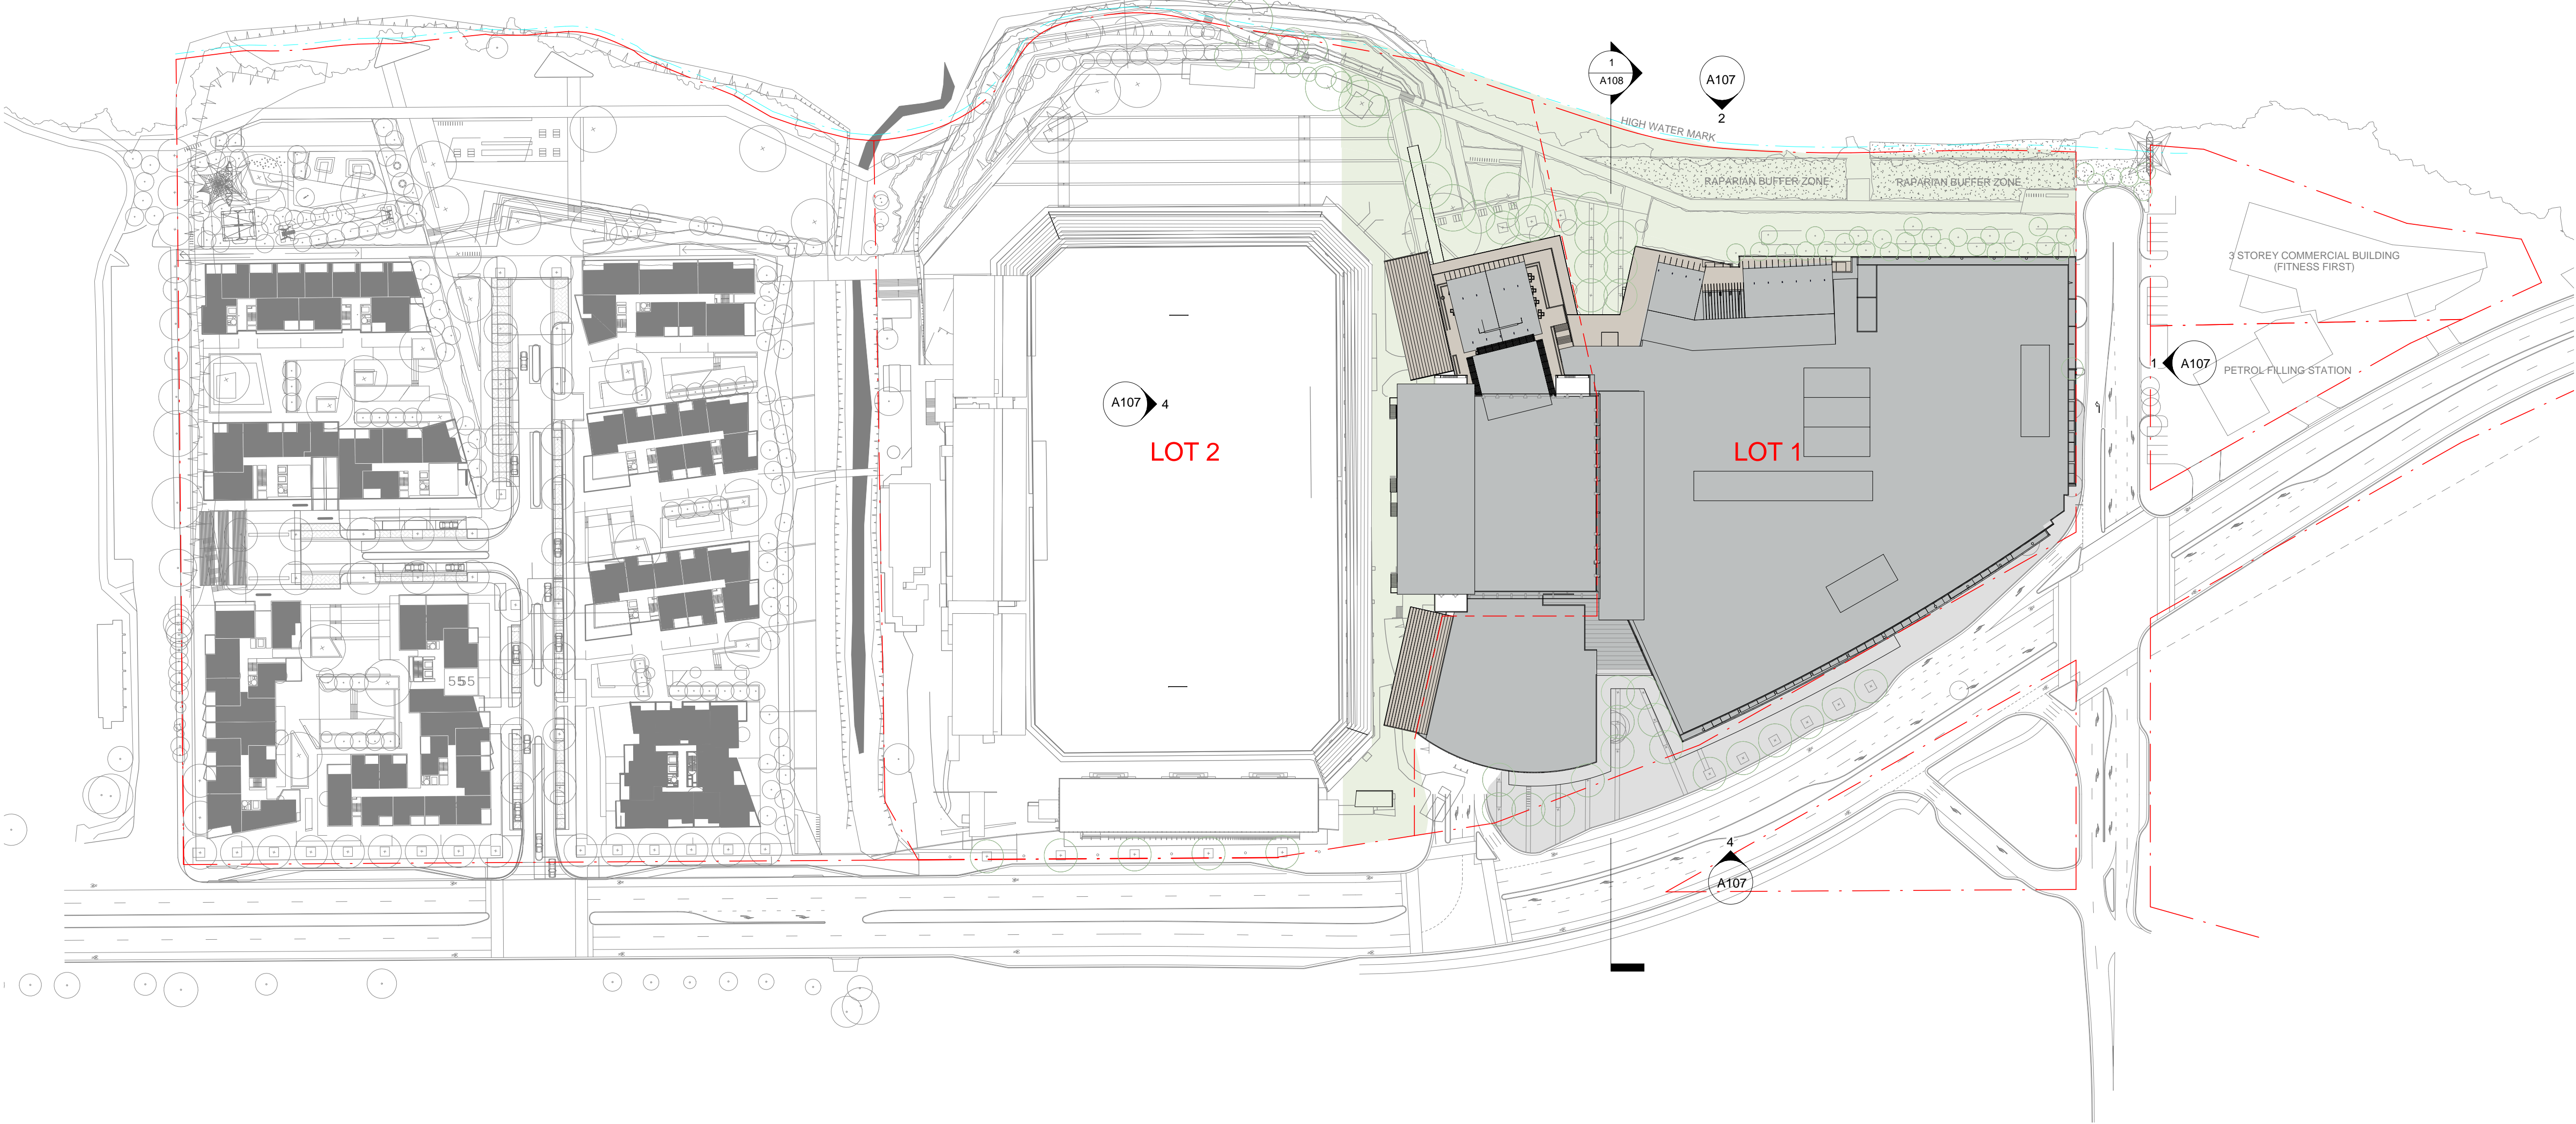 1
A108
A107
2
HIGH WATER MARK
RAPARIAN BUFFER ZONE
RAPARIAN BUFFER ZONE
3 STOREY COMMERCIAL BUILDING
(FITNESS FIRST)
1 A107
PETROL FILLING STATION
A107 4
LOT 2
LOT 1
555
4
A107